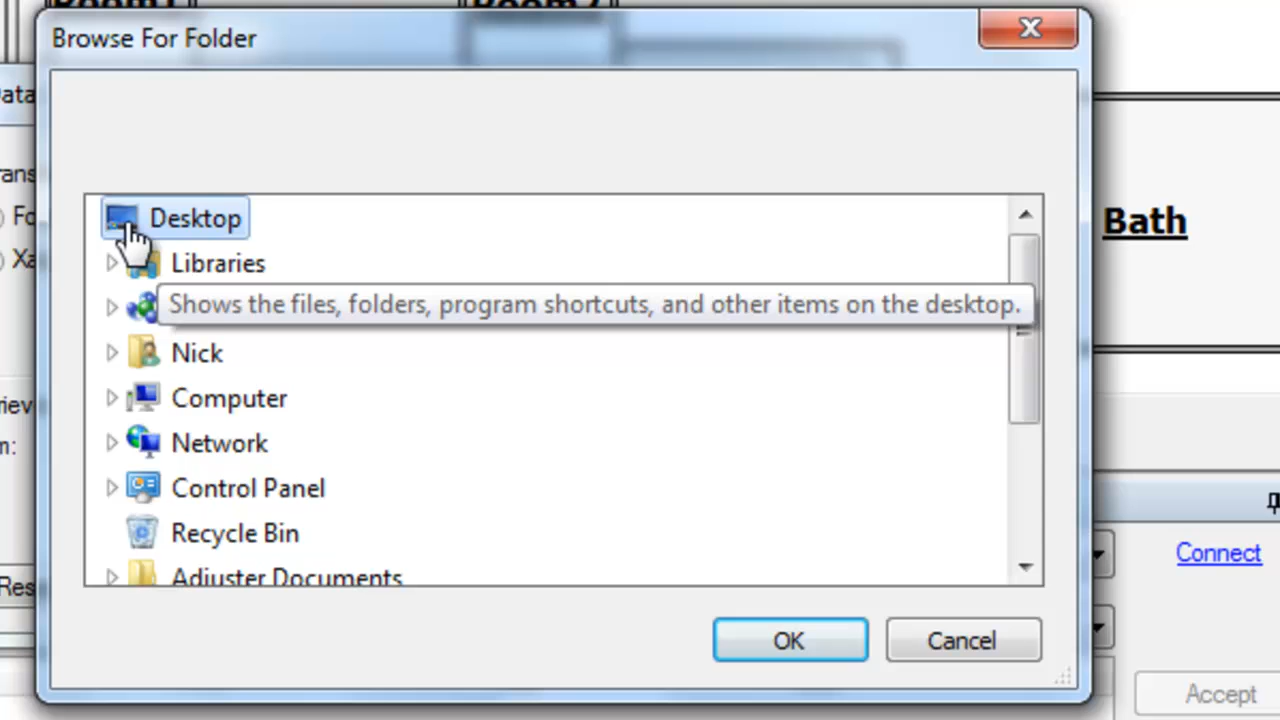 Browse For Folder
Data
Desktop
Bath
Libraries
Shows the files, folders, program shortcuts, and other items on the desktop.
Nick
Computer
Network
Control Panel
Recycle Bin
Connect
Adjuster Documents
OK
Cancel
Accept